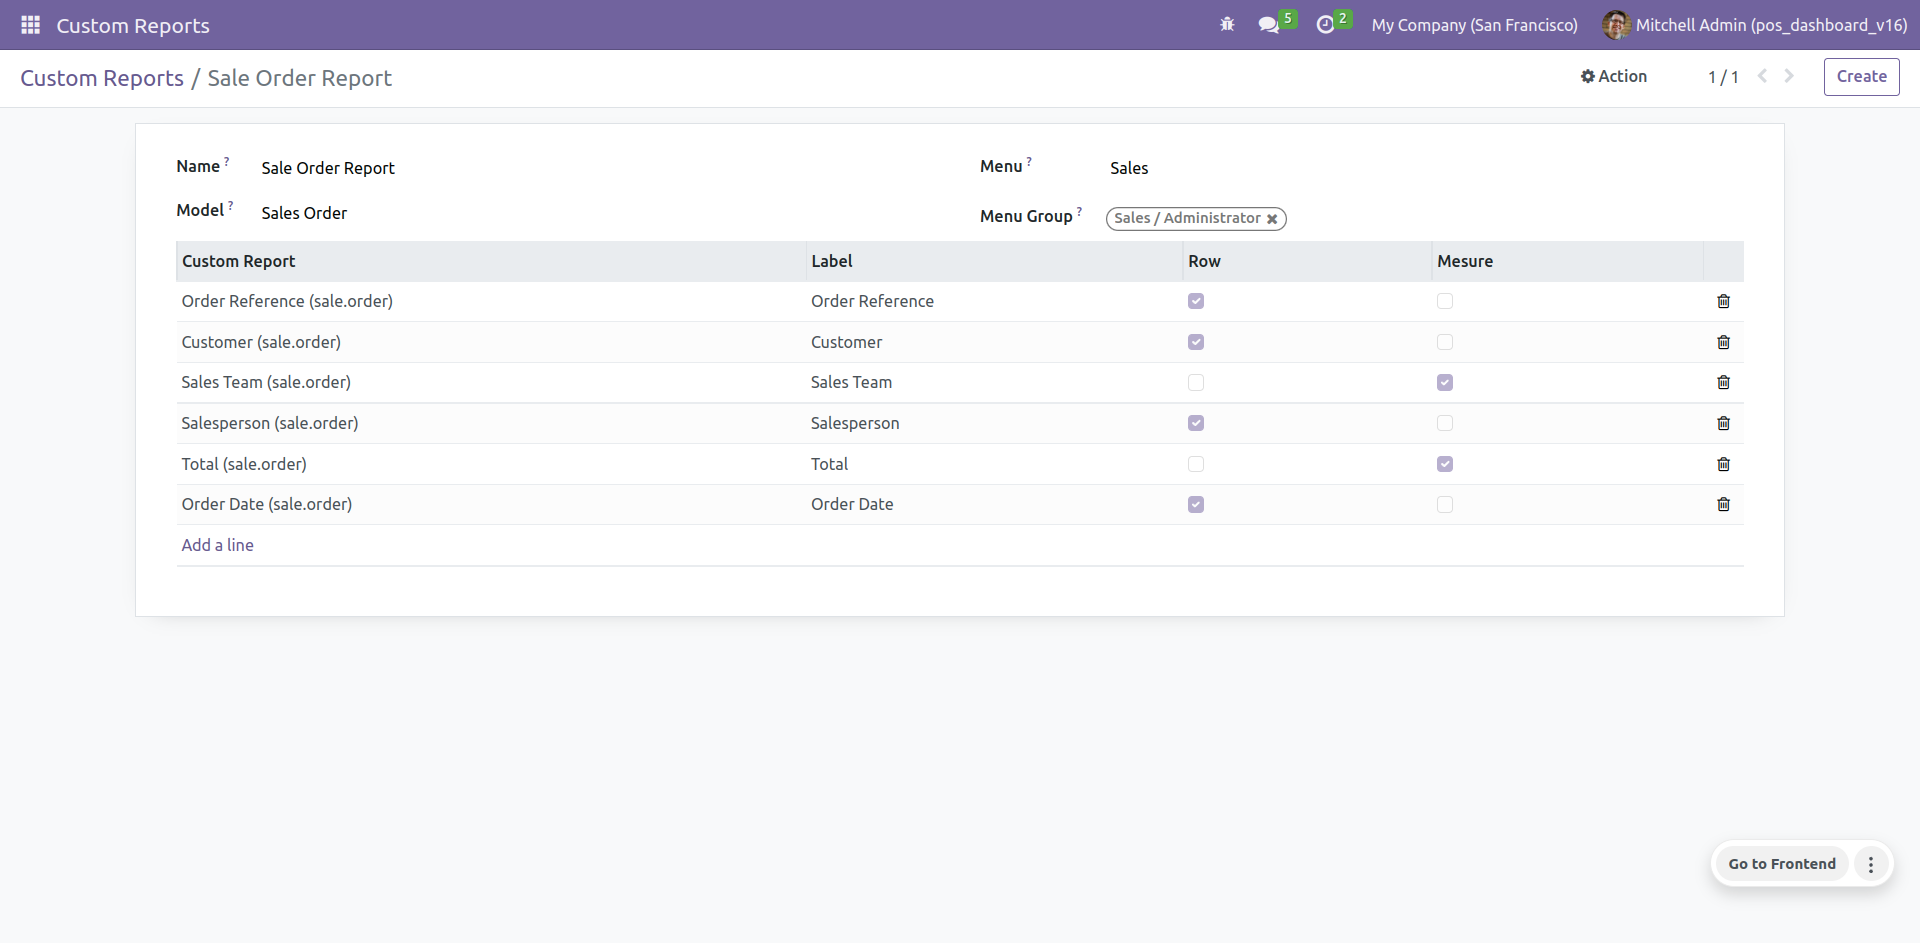 Custom Reports 5 2 My Company (San Francisco) Mitchell Admin (pos_dashboard_v16)
Custom Reports / Sale Order Report Action 1 / 1 Create
Name ? Sale Order Report Menu ? Sales
Model ? Sales Order Menu Group ? Sales / Administrator
Custom Report Label Row Mesure
Order Reference (sale.order) Order Reference
Customer (sale.order) Customer
Sales Team (sale.order) Sales Team
Salesperson (sale.order) Salesperson
Total (sale.order) Total
Order Date (sale.order) Order Date
Add a line
Go to Frontend